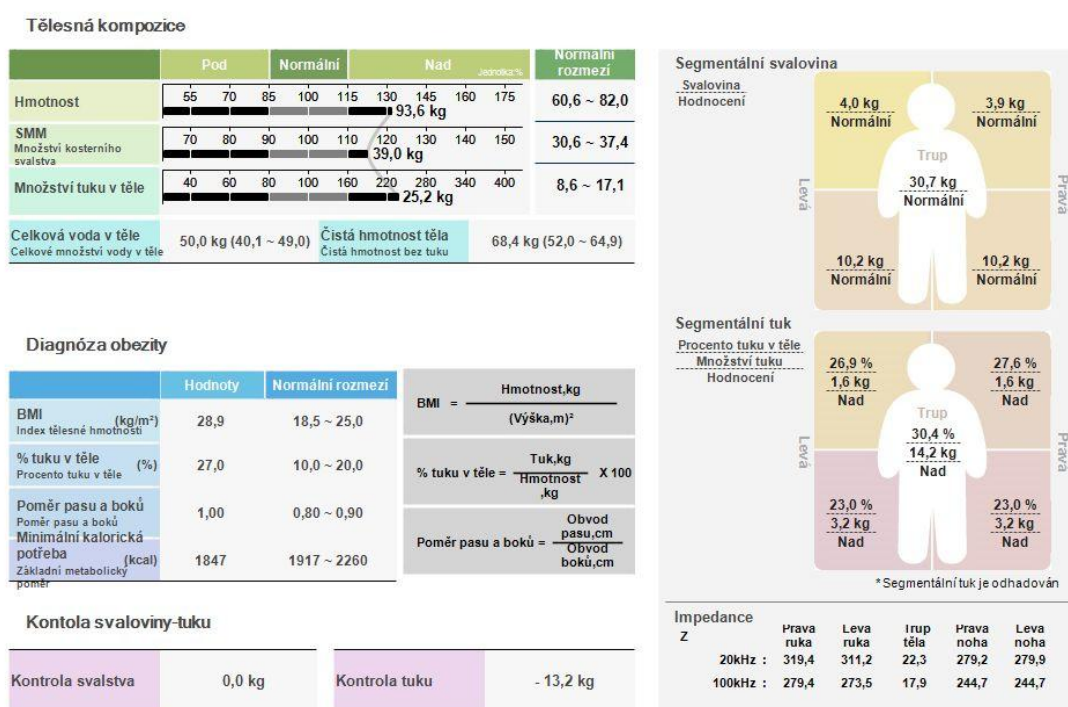 Tělesná kompozice
Pod Normální Nad Jednotka:% Normální rozmezí
Hmotnost 55 70 85 100 115 130 145 160 175 93,6 kg 60,6 ~ 82,0
SMM
Množství kosterního svalstva 70 80 90 100 110 120 130 140 150 39,0 kg 30,6 ~ 37,4
Množství tuku v těle 40 60 80 100 160 220 280 340 400 25,2 kg 8,6 ~ 17,1
Celková voda v těle 50,0 kg (40,1 ~ 49,0) Čistá hmotnost těla 68,4 kg (52,0 ~ 64,9)
Celkové množství vody v těle Čistá hmotnost bez tuku
Diagnóza obezity
Hodnoty Normální rozmezí
BMI (kg/m²) 28,9 18,5 ~ 25,0
Index tělesné hmotnosti
% tuku v těle (%) 27,0 10,0 ~ 20,0
Procento tuku v těle
Poměr pasu a boků 1,00 0,80 ~ 0,90
Poměr pasu a boků
Minimální kalorická
potřeba (kcal) 1847 1917 ~ 2260
Základní metabolický
poměr
BMI = Hmotnost,kg
(Výška,m)²
% tuku v těle = Tuk,kg X 100
Hmotnost
,kg
Poměr pasu a boků = Obvod
pasu,cm
Obvod
boků,cm
Kontola svaloviny-tuku
Kontrola svalstva 0,0 kg Kontrola tuku - 13,2 kg
Segmentální svalovina
Svalovina
Hodnocení
4,0 kg 3,9 kg
Normální Normální
Trup
30,7 kg
Normální
Levá Pravá
10,2 kg 10,2 kg
Normální Normální
Segmentální tuk
Procento tuku v těle
Množství tuku
Hodnocení
26,9 % 27,6 %
1,6 kg 1,6 kg
Nad Nad
Trup
30,4 %
14,2 kg
Nad
Levá Pravá
23,0 % 23,0 %
3,2 kg 3,2 kg
Nad Nad
* Segmentální tuk je odhadován
Impedance
Z Prava ruka Leva ruka Trup těla Prava noha Leva noha
20kHz : 319,4 311,2 22,3 279,2 279,9
100kHz : 279,4 273,5 17,9 244,7 244,7